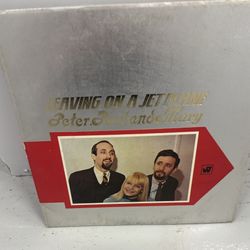 LEAVING ON A JET PLANE
Peter, Paul and Mary